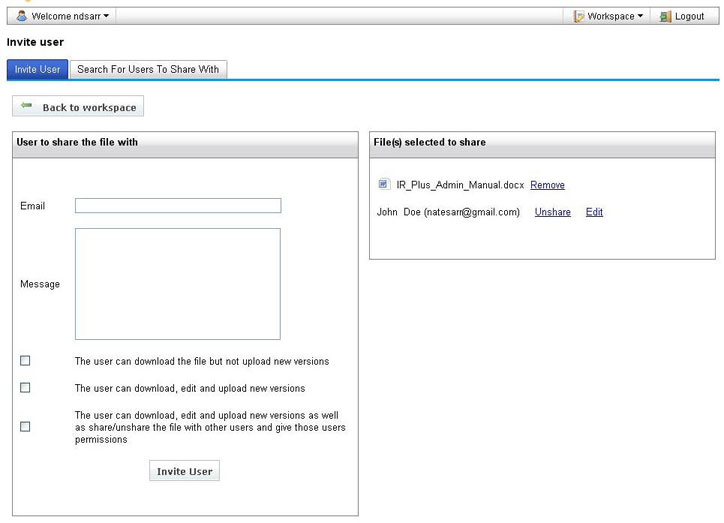 Welcome ndsarr
Workspace
Logout
Invite user
Invite User
Search For Users To Share With
Back to workspace
User to share the file with
File(s) selected to share
IR_Plus_Admin_Manual.docx Remove
John Doe (natesarr@gmail.com) Unshare Edit
Email
Message
The user can download the file but not upload new versions
The user can download, edit and upload new versions
The user can download, edit and upload new versions as well
as share/unshare the file with other users and give those users
permissions
Invite User